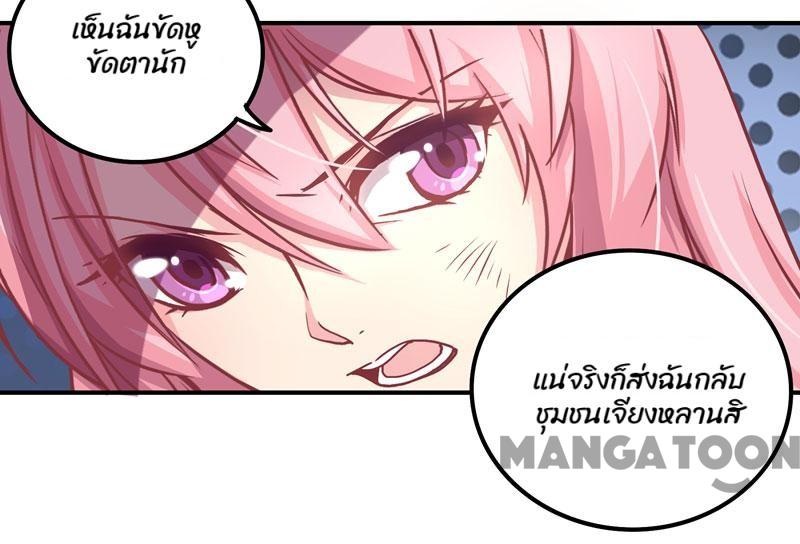 เห็นฉันขัดหู
ขัดตานัก
แน่จริงก็ส่งฉันกลับ
ชุมชนเจียงหลานสิ
MANGATOON